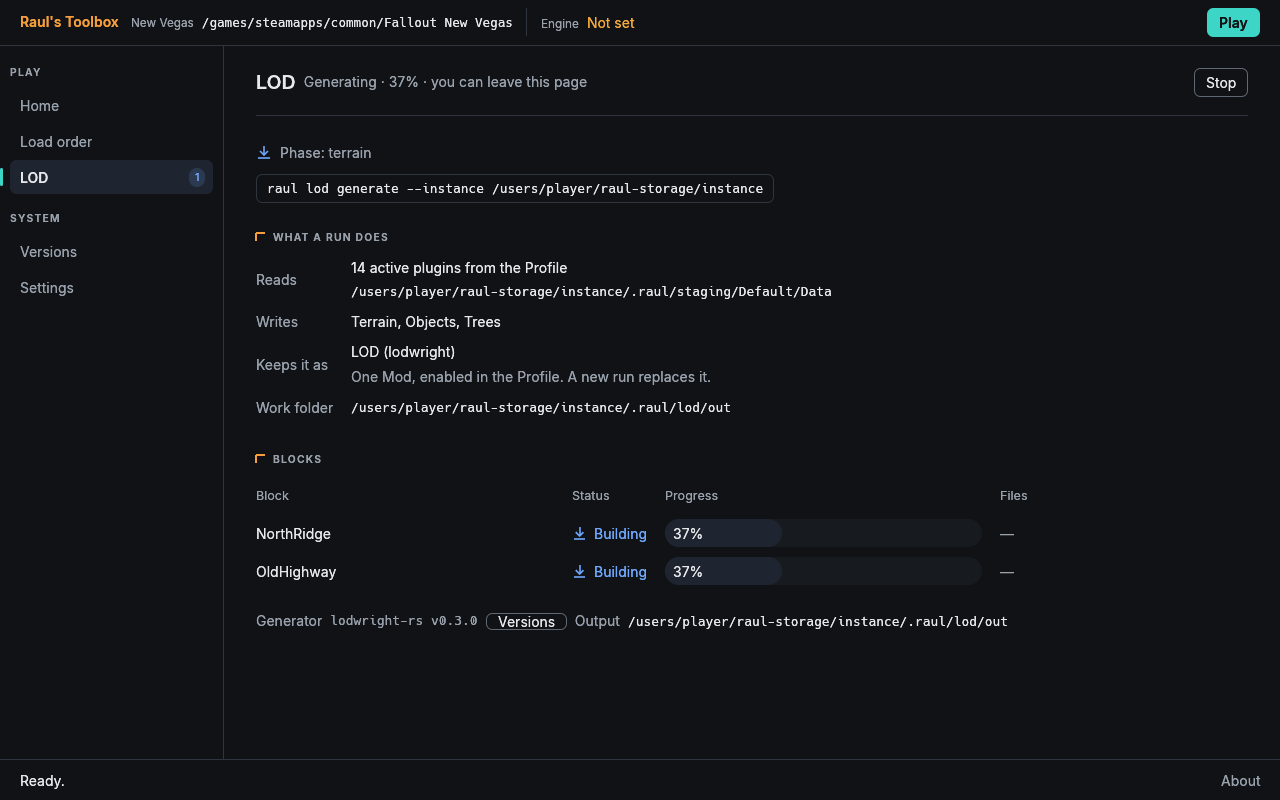 Raul's Toolbox New Vegas /games/steamapps/common/Fallout New Vegas Engine Not set Play
PLAY
Home
Load order
LOD 1
SYSTEM
Versions
Settings
LOD Generating · 37% · you can leave this page Stop
Phase: terrain
raul lod generate --instance /users/player/raul-storage/instance
WHAT A RUN DOES
Reads 14 active plugins from the Profile
/users/player/raul-storage/instance/.raul/staging/Default/Data
Writes Terrain, Objects, Trees
Keeps it as LOD (lodwright)
One Mod, enabled in the Profile. A new run replaces it.
Work folder /users/player/raul-storage/instance/.raul/lod/out
BLOCKS
Block Status Progress Files
NorthRidge Building 37% —
OldHighway Building 37% —
Generator lodwright-rs v0.3.0 Versions Output /users/player/raul-storage/instance/.raul/lod/out
Ready. About